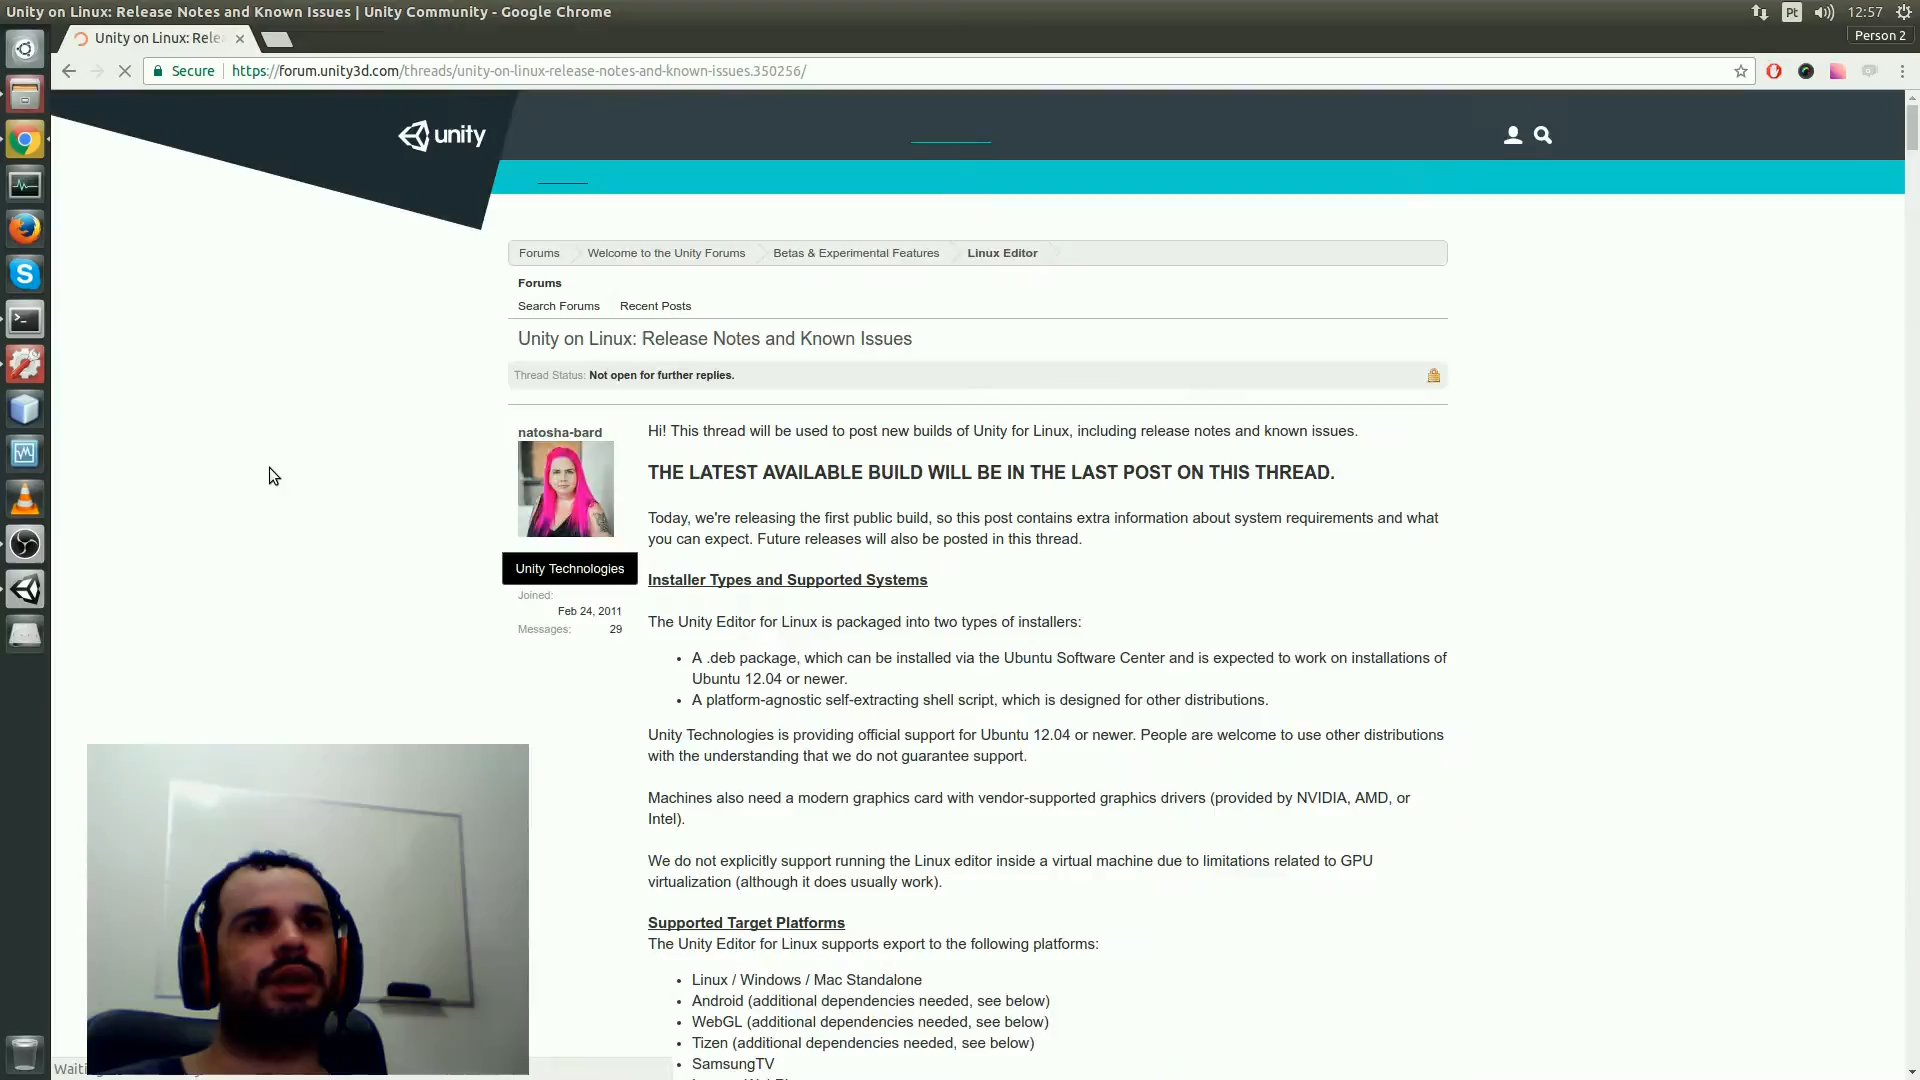 Unity on Linux: Release Notes and Known Issues | Unity Community - Google Chrome
Pt
12:57
Unity on Linux: Rele
Person 2
Secure
https://forum.unity3d.com/threads/unity-on-linux-release-notes-and-known-issues.350256/
unity
Forums
Welcome to the Unity Forums
Betas & Experimental Features
Linux Editor
Forums
Search Forums
Recent Posts
Unity on Linux: Release Notes and Known Issues
Thread Status: Not open for further replies.
natosha-bard
Unity Technologies
Joined:
Feb 24, 2011
Messages: 29
Hi! This thread will be used to post new builds of Unity for Linux, including release notes and known issues.
THE LATEST AVAILABLE BUILD WILL BE IN THE LAST POST ON THIS THREAD.
Today, we're releasing the first public build, so this post contains extra information about system requirements and what
you can expect. Future releases will also be posted in this thread.
Installer Types and Supported Systems
The Unity Editor for Linux is packaged into two types of installers:
• A .deb package, which can be installed via the Ubuntu Software Center and is expected to work on installations of
Ubuntu 12.04 or newer.
• A platform-agnostic self-extracting shell script, which is designed for other distributions.
Unity Technologies is providing official support for Ubuntu 12.04 or newer. People are welcome to use other distributions
with the understanding that we do not guarantee support.
Machines also need a modern graphics card with vendor-supported graphics drivers (provided by NVIDIA, AMD, or
Intel).
We do not explicitly support running the Linux editor inside a virtual machine due to limitations related to GPU
virtualization (although it does usually work).
Supported Target Platforms
The Unity Editor for Linux supports export to the following platforms:
• Linux / Windows / Mac Standalone
• Android (additional dependencies needed, see below)
• WebGL (additional dependencies needed, see below)
• Tizen (additional dependencies needed, see below)
• SamsungTV